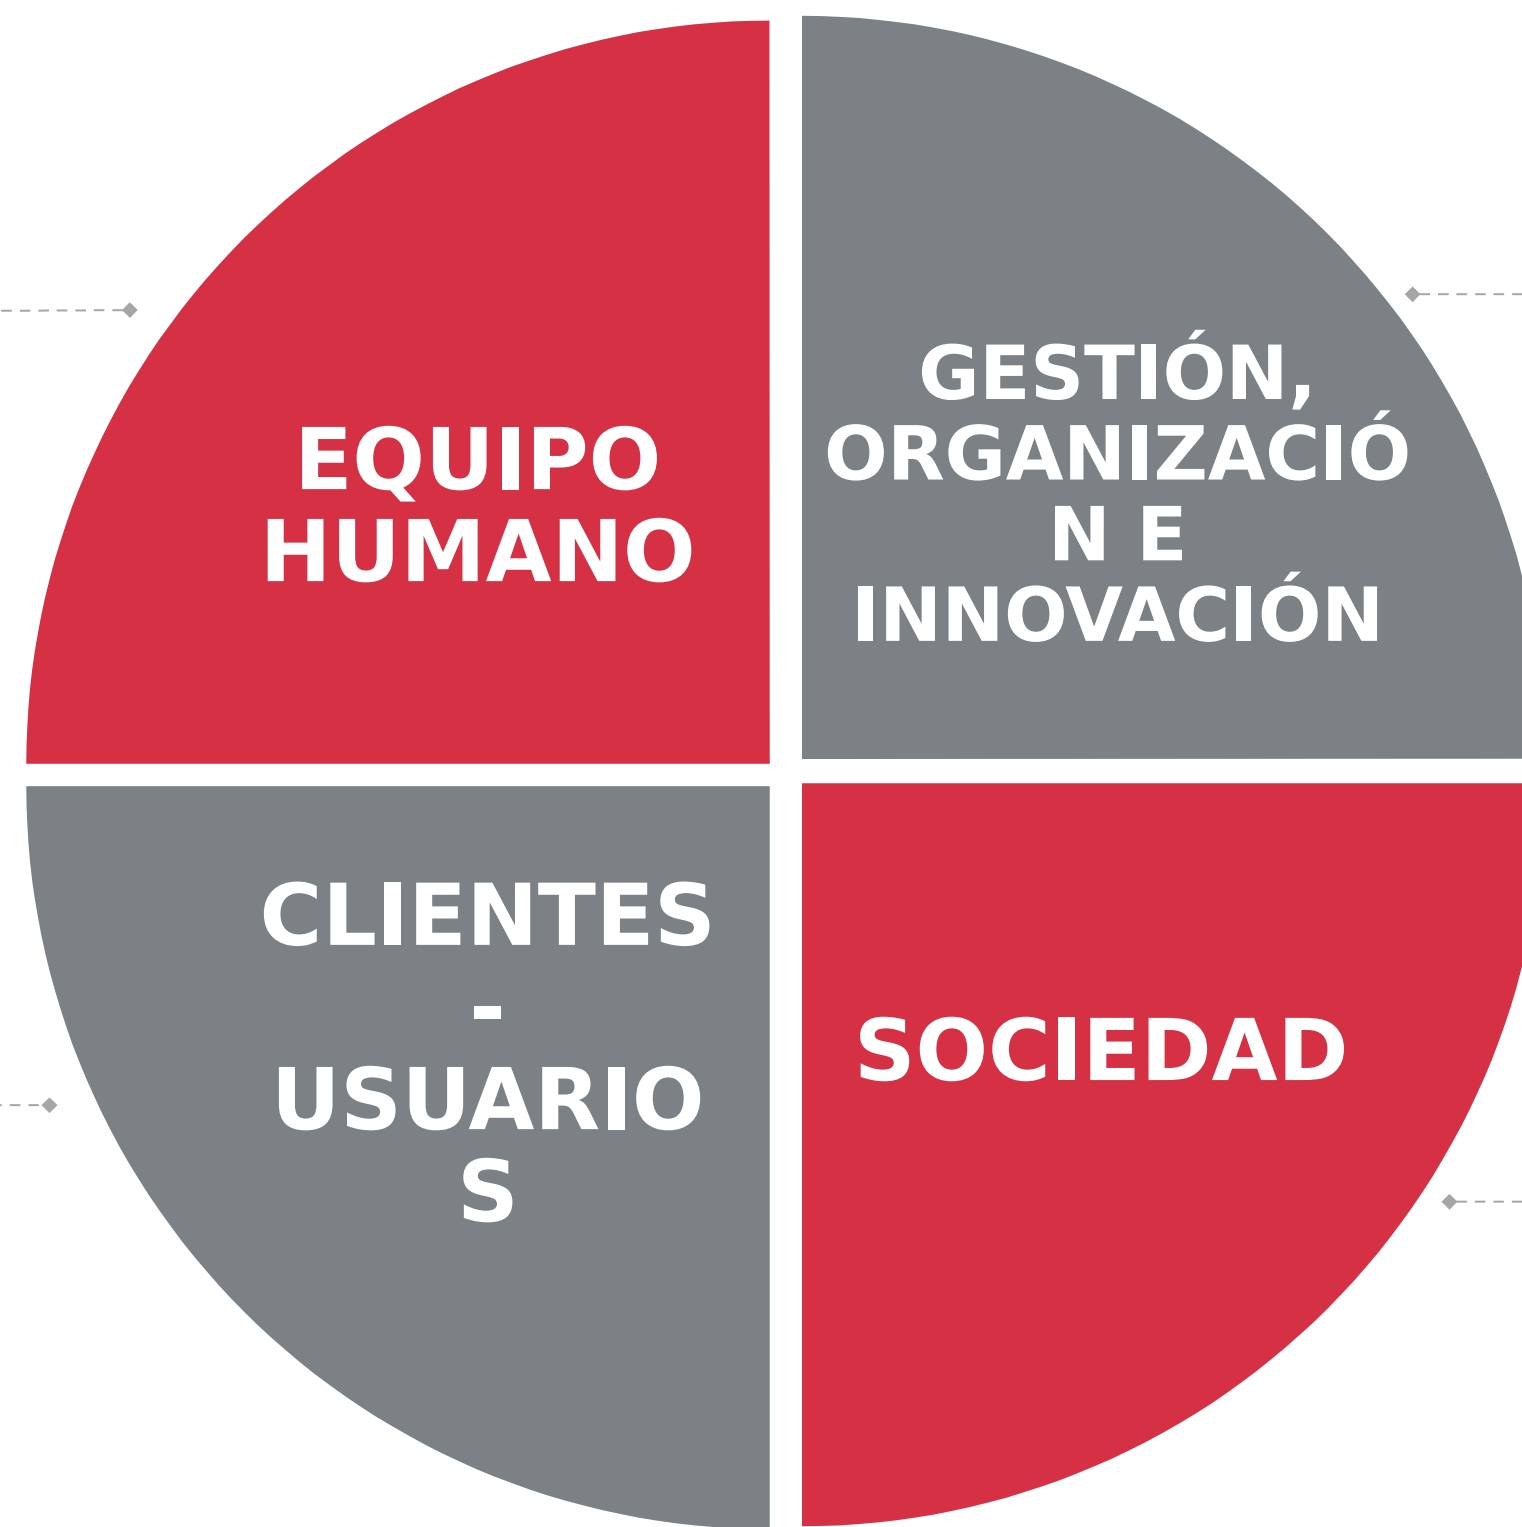 EQUIPO
HUMANO
GESTIÓN,
ORGANIZACIÓ
N E
INNOVACIÓN
CLIENTES
-
USUARIO
S
SOCIEDAD